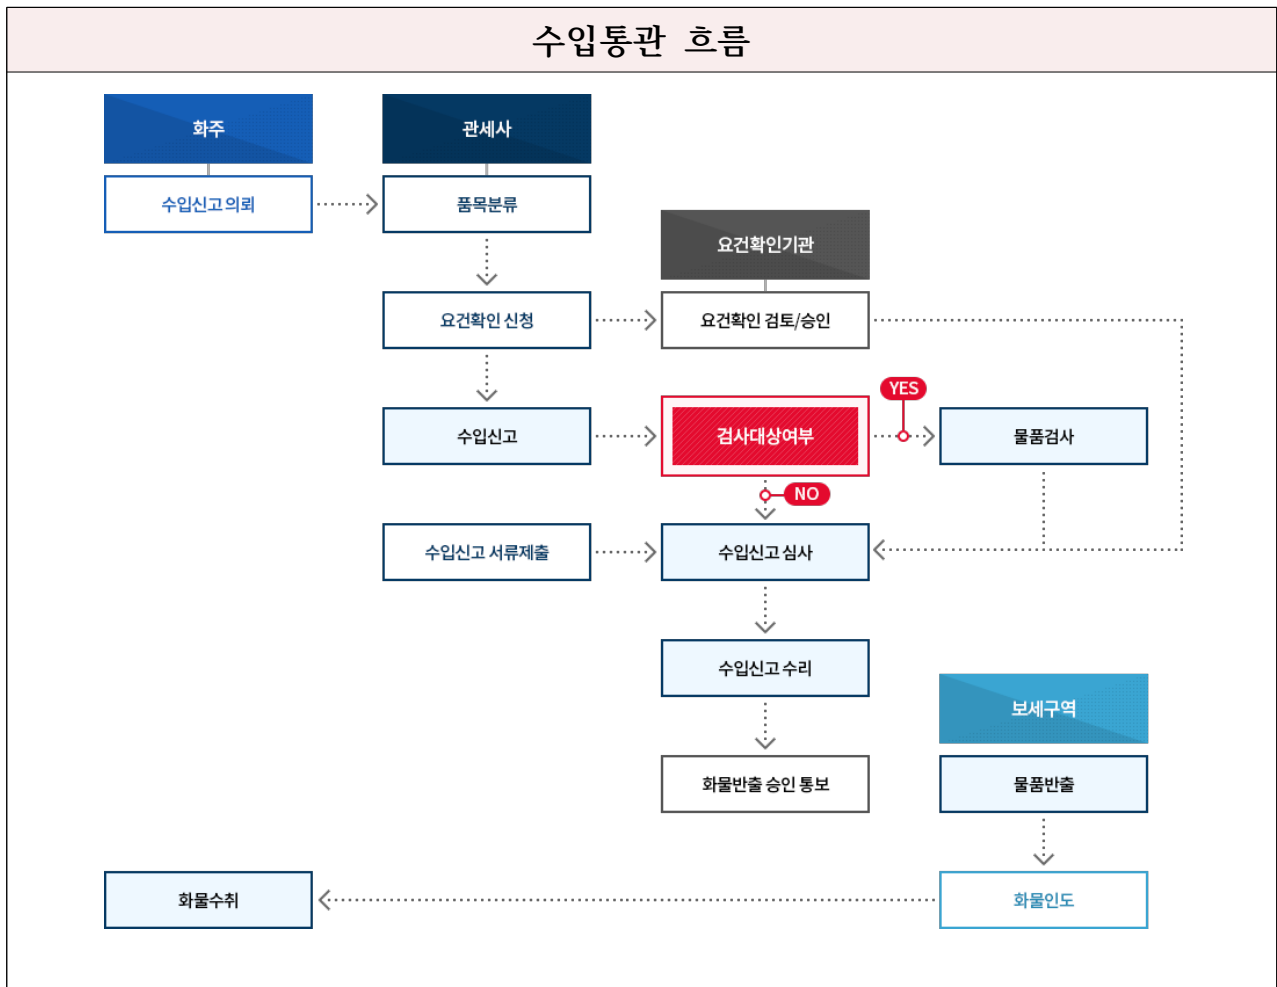 수입통관 흐름
화주
관세사
수입신고 의뢰
품목분류
요건확인기관
요건확인 신청
요건확인 검토/승인
YES
수입신고
검사대상여부
물품검사
NO
수입신고 서류제출
수입신고 심사
수입신고 수리
보세구역
화물반출 승인 통보
물품반출
화물수취
화물인도